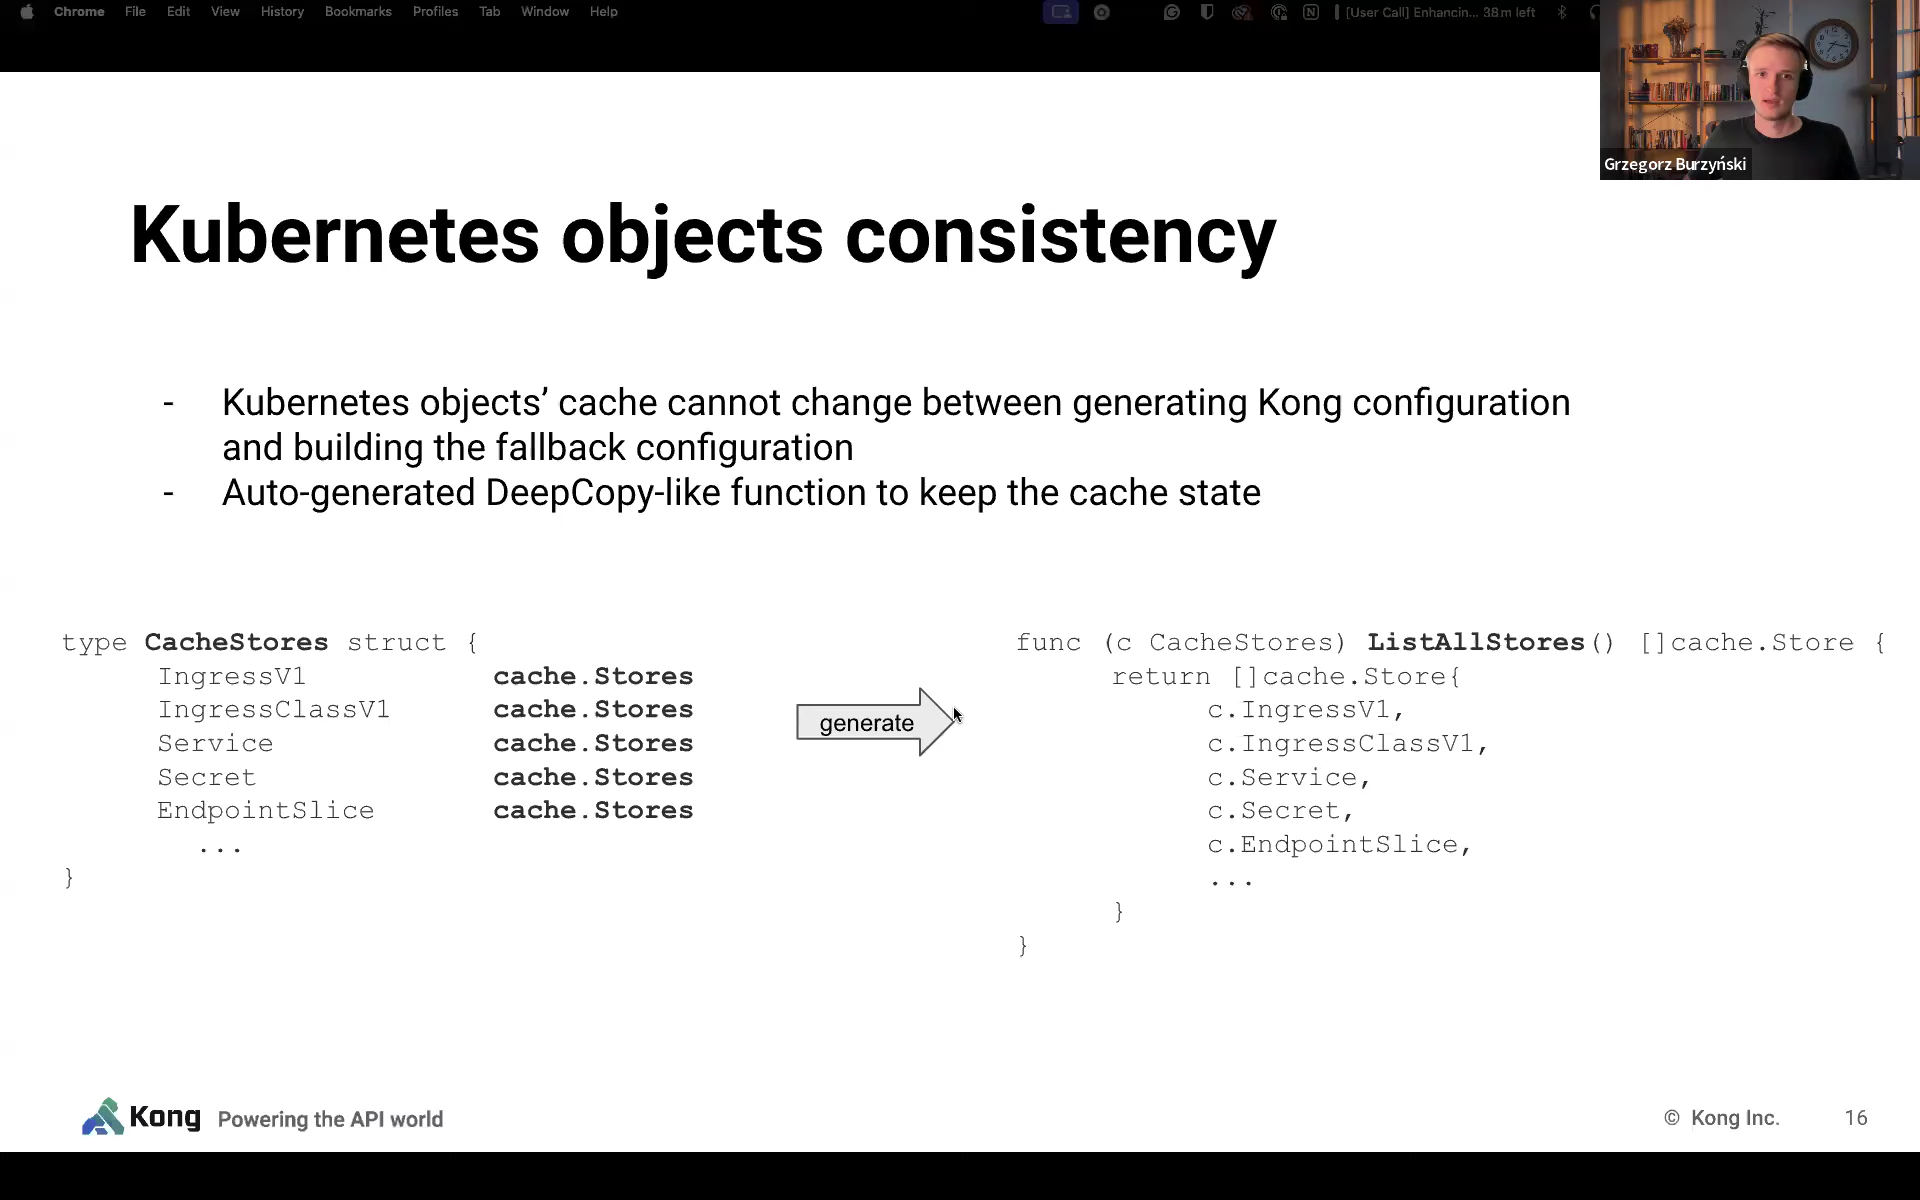 Chrome File Edit View History Bookmarks Profiles Tab Window Help
[User Call] Enhancin... 38m left
Grzegorz Burzyński
Kubernetes objects consistency
- Kubernetes objects’ cache cannot change between generating Kong configuration
and building the fallback configuration
- Auto-generated DeepCopy-like function to keep the cache state
type CacheStores struct {
IngressV1 cache.Stores
IngressClassV1 cache.Stores
Service cache.Stores
Secret cache.Stores
EndpointSlice cache.Stores
...
}
generate
func (c CacheStores) ListAllStores() []cache.Store {
return []cache.Store{
c.IngressV1,
c.IngressClassV1,
c.Service,
c.Secret,
c.EndpointSlice,
...
}
}
Kong Powering the API world
© Kong Inc. 16